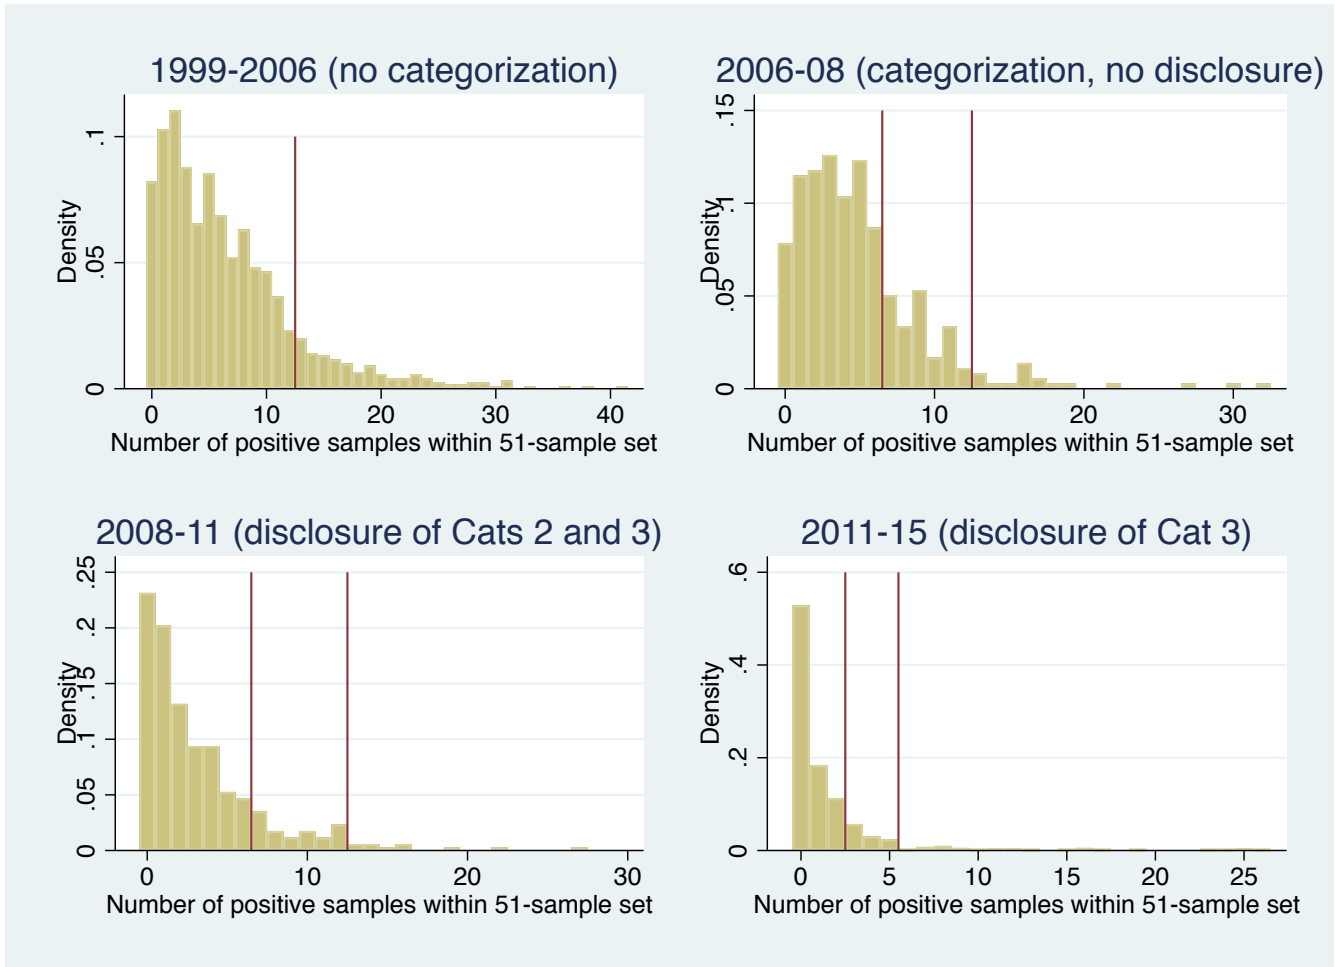 1999-2006 (no categorization)
Density
0 .05 .1
0 10 20 30 40
Number of positive samples within 51-sample set
2006-08 (categorization, no disclosure)
Density
0 .05 .1 .15
0 10 20 30
Number of positive samples within 51-sample set
2008-11 (disclosure of Cats 2 and 3)
Density
0 .05 .1 .15 .2 .25
0 10 20 30
Number of positive samples within 51-sample set
2011-15 (disclosure of Cat 3)
Density
0 .2 .4 .6
0 5 10 15 20 25
Number of positive samples within 51-sample set